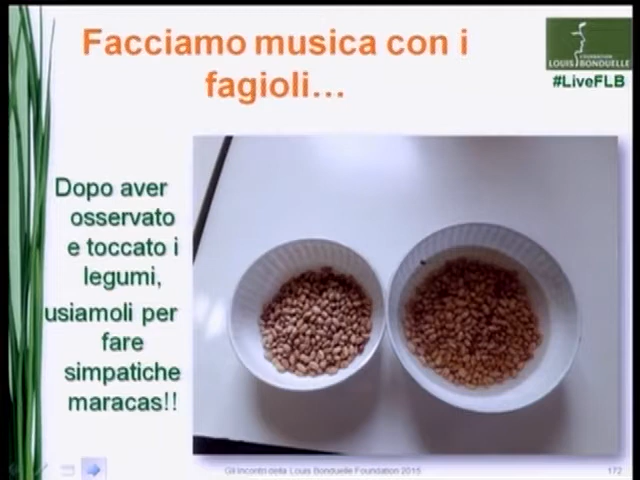 Facciamo musica con i
fagioli...
FOUNDATION
LOUIS BONDUELLE
#LiveFLB
Dopo aver
osservato
e toccato i
legumi,
usiamoli per
fare
simpatiche
maracas!!
Gli Incontri della Louis Bonduelle Foundation 2015
172